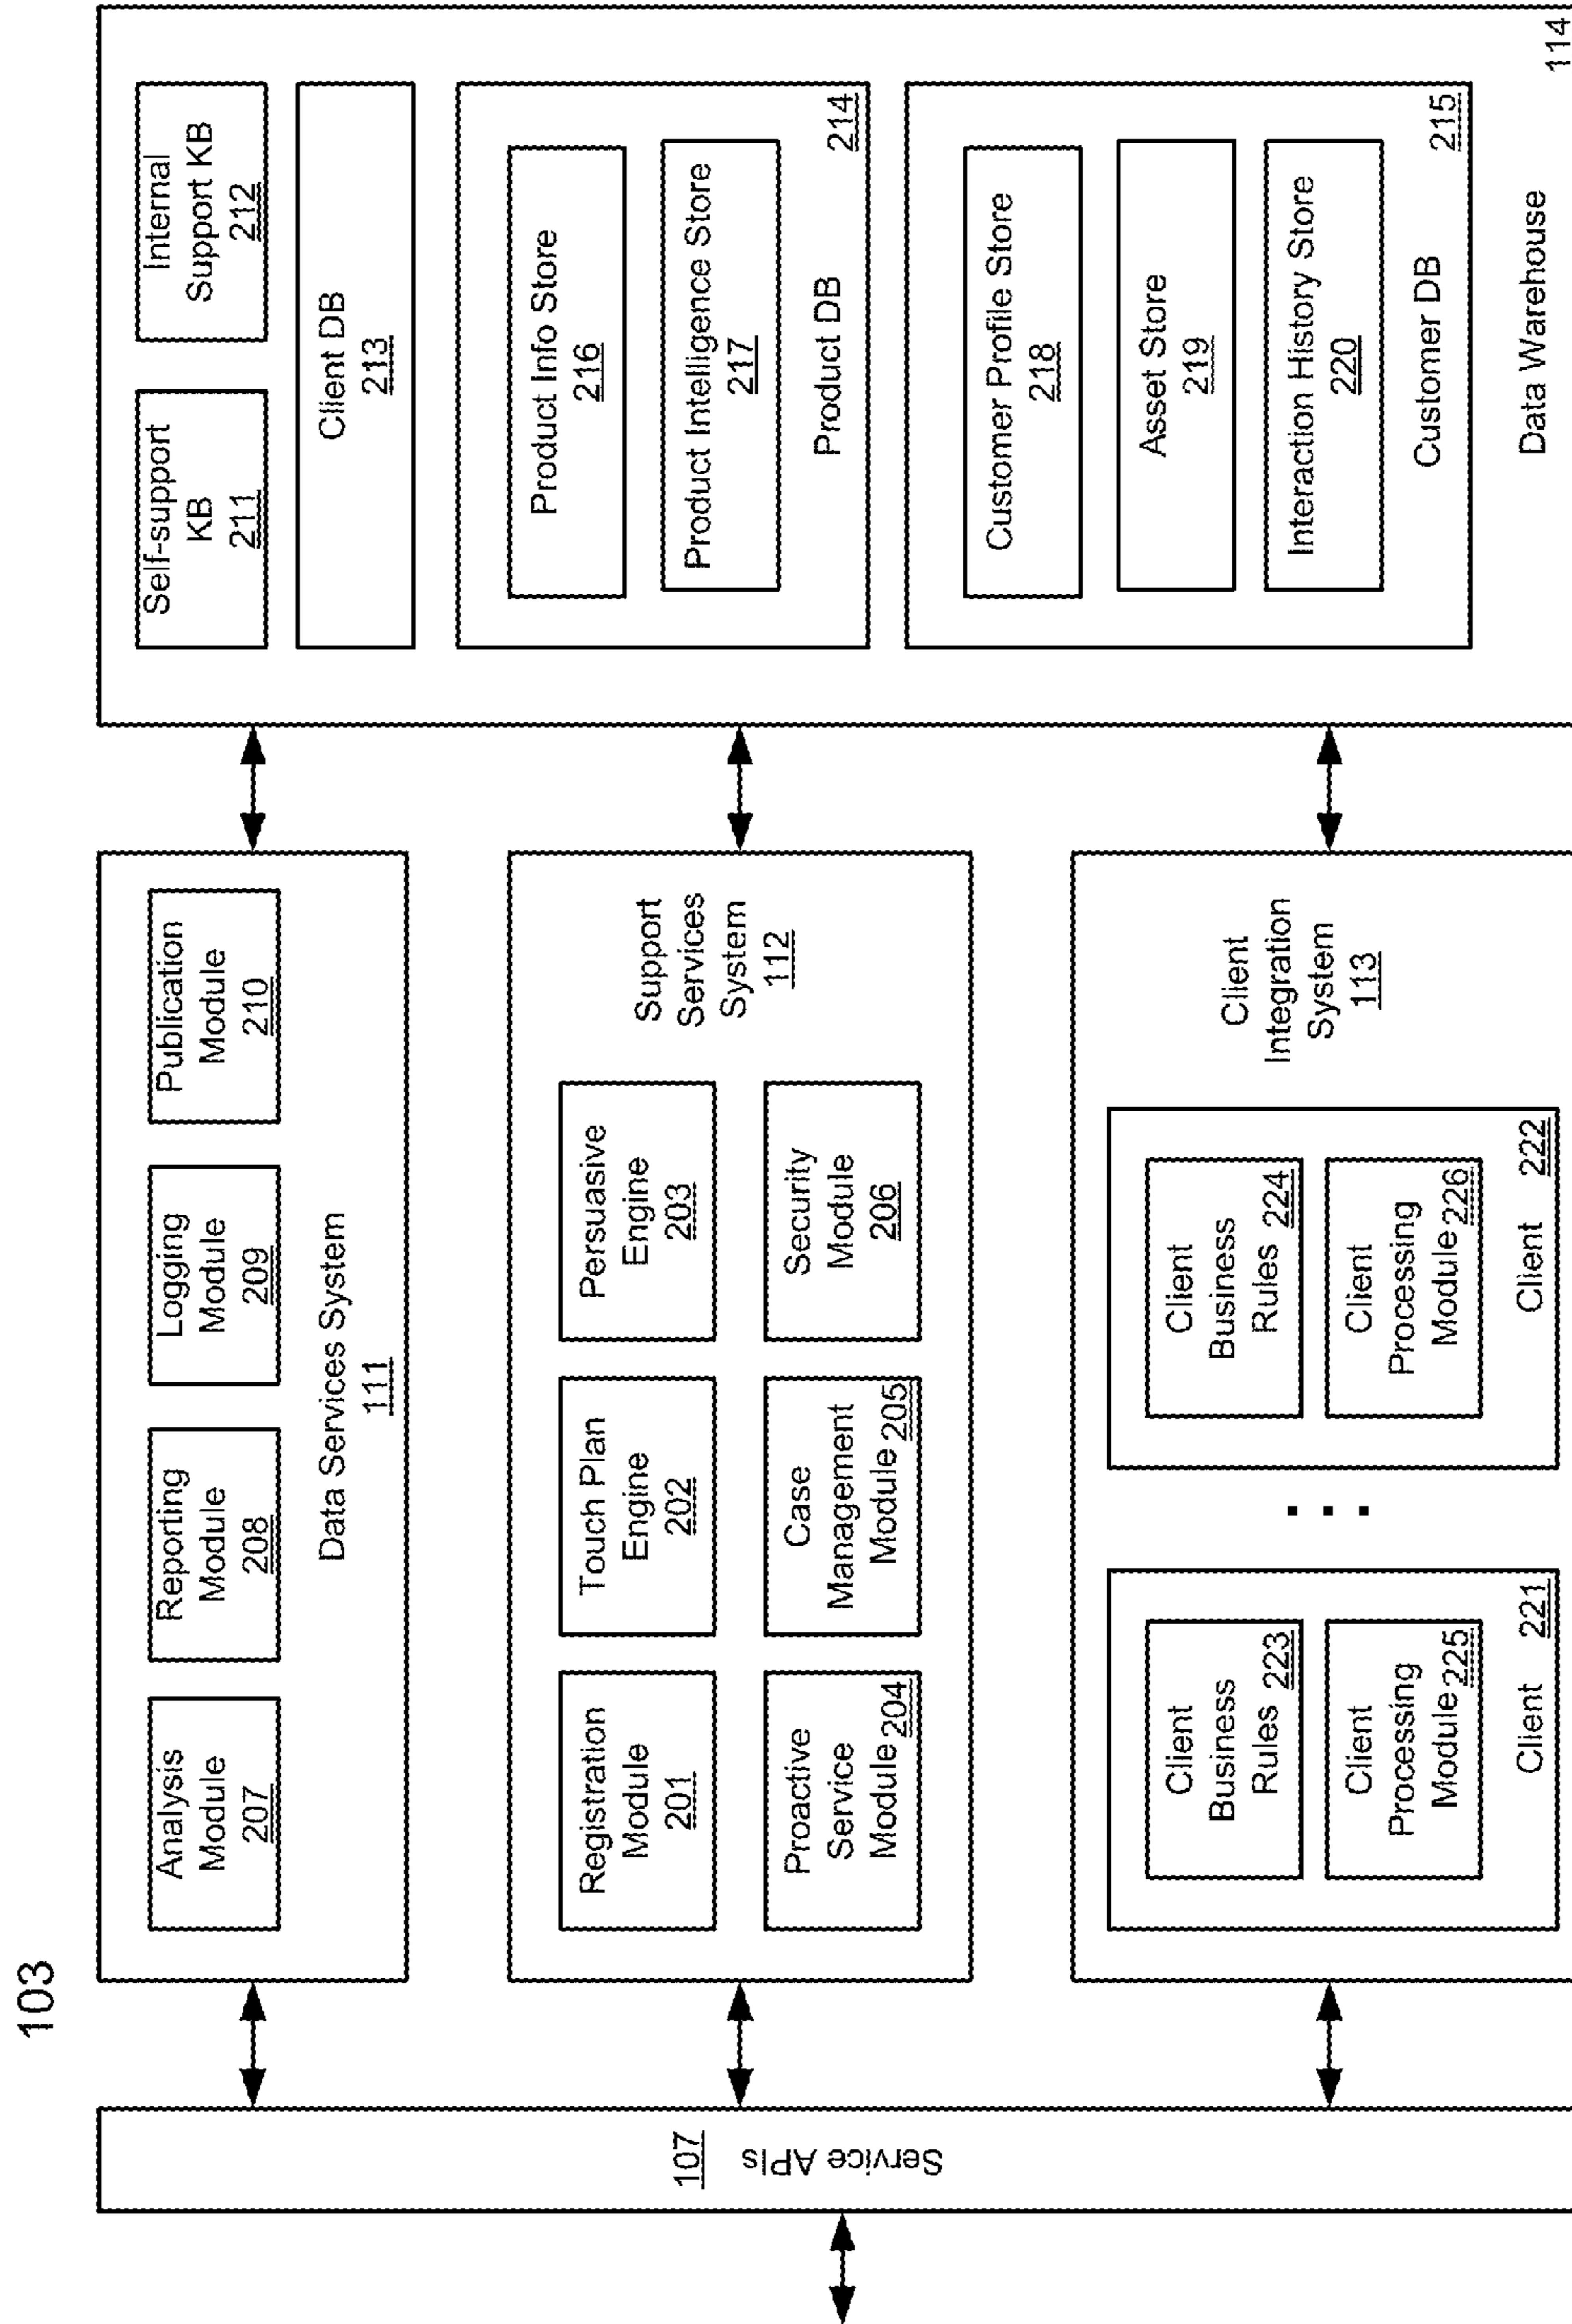 103
Service APIs
107
Analysis
Module
207
Reporting
Module
208
Logging
Module
209
Publication
Module
210
Data Services System
111
Registration
Module
201
Touch Plan
Engine
202
Persuasive
Engine
203
Proactive
Service
Module 204
Case
Management
Module 205
Security
Module
206
Support
Services
System
112
Client
Business
Rules 223
Client
Processing
Module 225
Client 221
. . .
Client
Business
Rules 224
Client
Processing
Module 226
Client 222
Client
Integration
System
113
Self-support
KB
211
Internal
Support KB
212
Client DB
213
Product Info Store
216
Product Intelligence Store
217
Product DB
214
Customer Profile Store
218
Asset Store
219
Interaction History Store
220
Customer DB
215
Data Warehouse
114